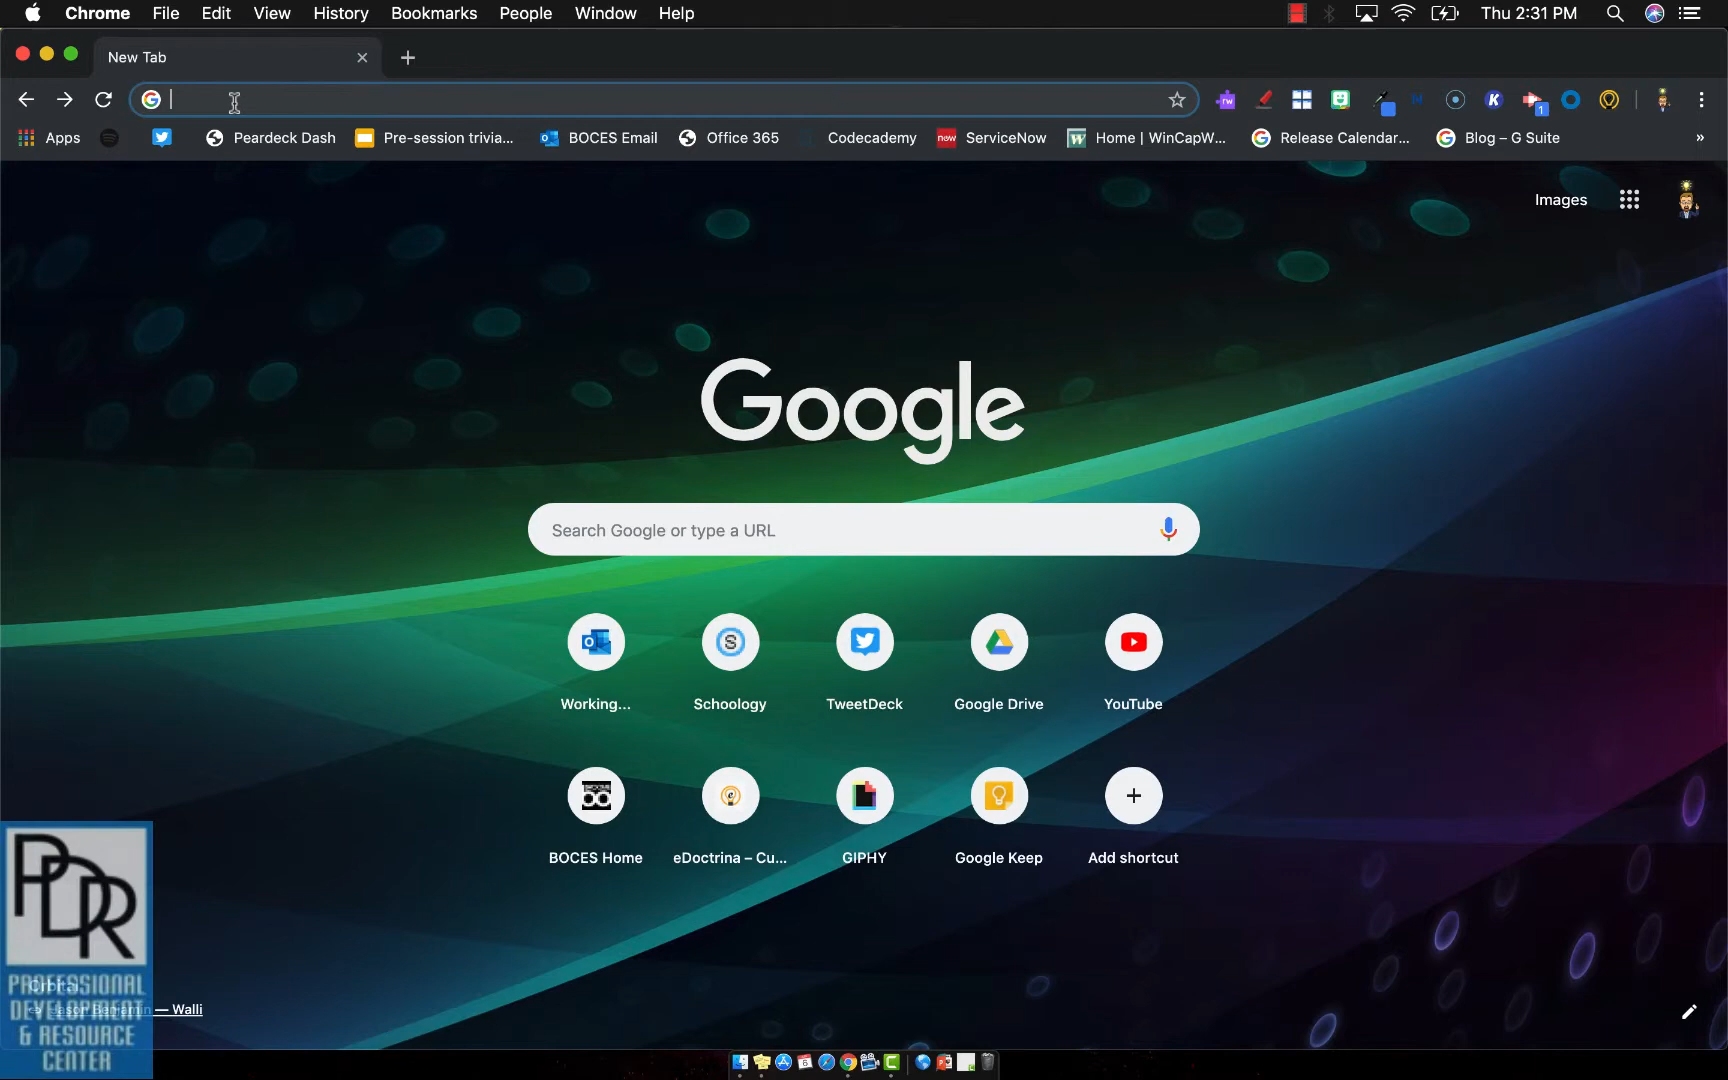 Chrome File Edit View History Bookmarks People Window Help Thu 2:31 PM
New Tab
Apps Peardeck Dash Pre-session trivia... BOCES Email Office 365 Codecademy now ServiceNow Home | WinCapW... Release Calendar... Blog – G Suite »
Images
Google
Search Google or type a URL
Working... Schoology TweetDeck Google Drive YouTube
BOCES Home eDoctrina – Cu... GIPHY Google Keep Add shortcut
PDR
PROFESSIONAL
DEVELOPMENT
& RESOURCE
CENTER
— Walli